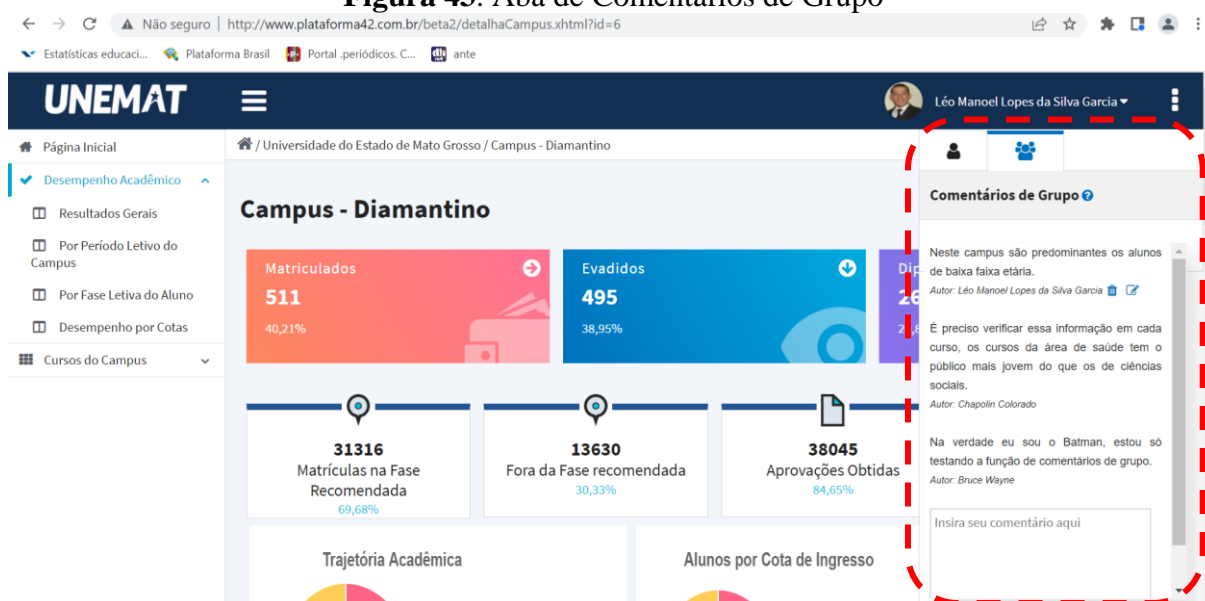 Figura 43. Aba de Comentários de Grupo
Não seguro | http://www.plataforma42.com.br/beta2/detalhaCampus.xhtml?id=6
Estatísticas educaci... Plataforma Brasil Portal .periódicos. C... ante
UNEMAT
Léo Manoel Lopes da Silva Garcia
Página Inicial
Desempenho Acadêmico
Resultados Gerais
Por Período Letivo do
Campus
Por Fase Letiva do Aluno
Desempenho por Cotas
Cursos do Campus
/ Universidade do Estado de Mato Grosso / Campus - Diamantino
Campus - Diamantino
Matriculados
511
40,21%
Evadidos
495
38,95%
31316
Matrículas na Fase
Recomendada
69,68%
13630
Fora da Fase recomendada
30,33%
38045
Aprovações Obtidas
84,65%
Trajetória Acadêmica
Alunos por Cota de Ingresso
Comentários de Grupo
Neste campus são predominantes os alunos
de baixa faixa etária.
Autor: Léo Manoel Lopes da Silva Garcia
É preciso verificar essa informação em cada
curso, os cursos da área de saúde tem o
público mais jovem do que os de ciências
sociais.
Autor: Chapolin Colorado
Na verdade eu sou o Batman, estou só
testando a função de comentários de grupo.
Autor: Bruce Wayne
Insira seu comentário aqui